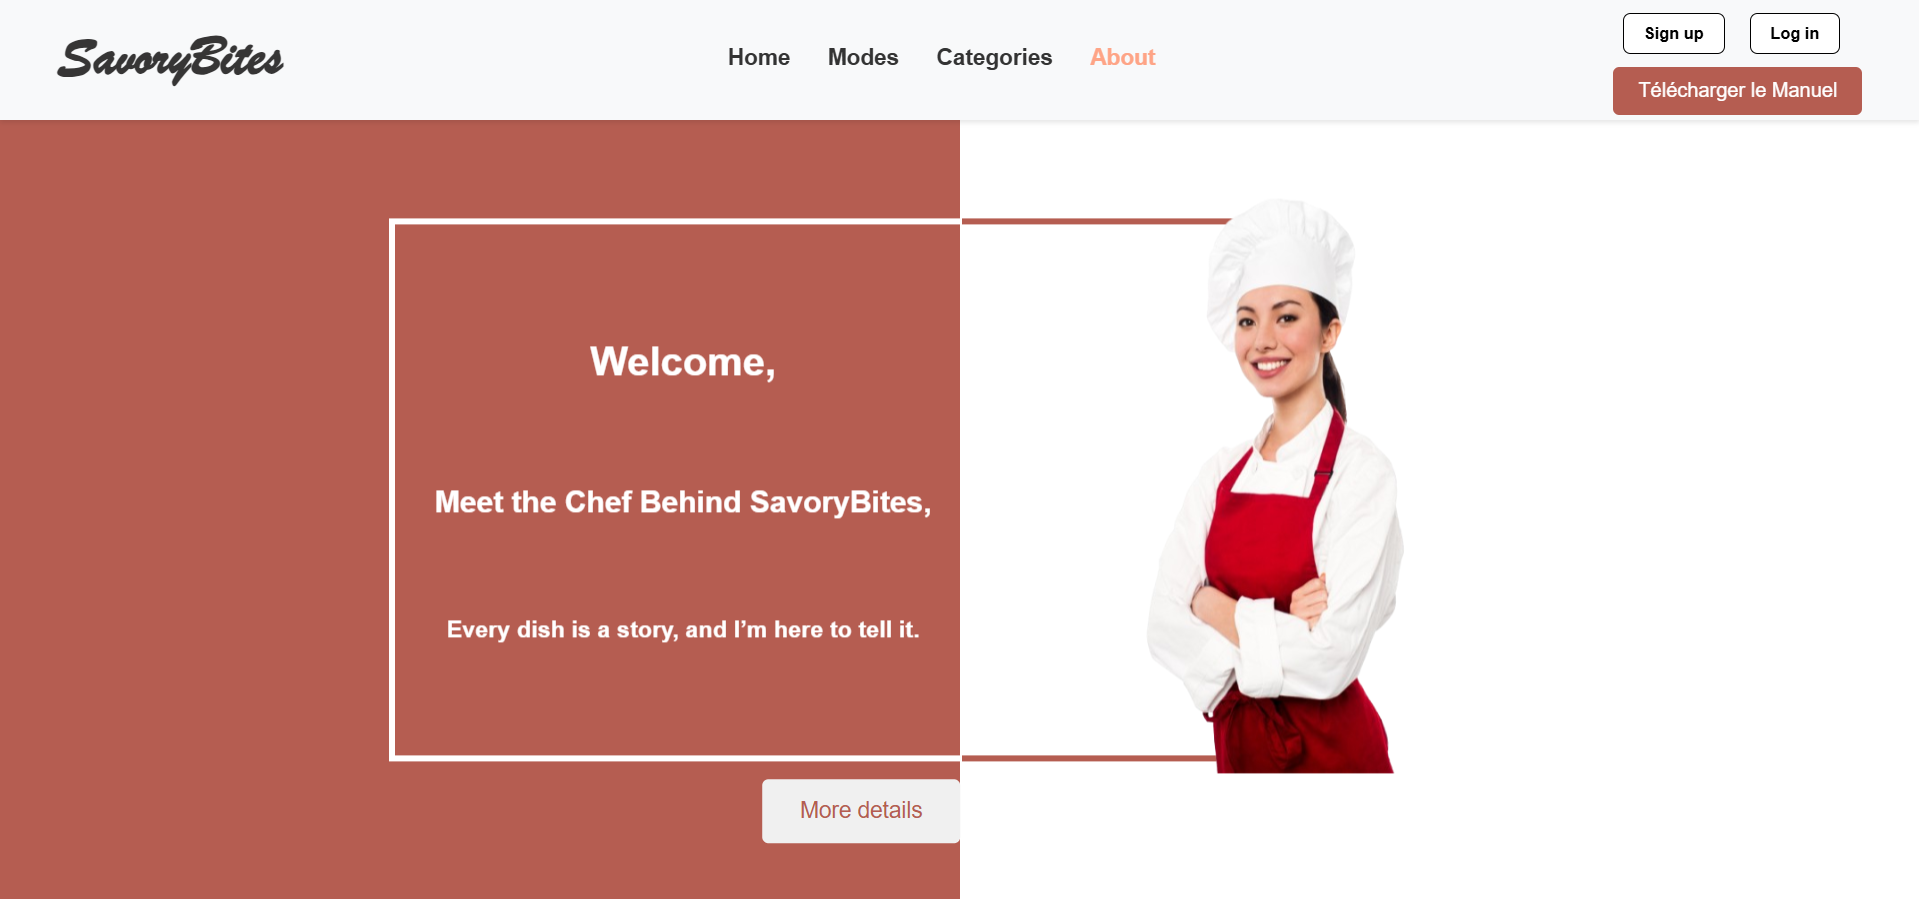 SavoryBites
Home
Modes
Categories
About
Sign up
Log in
Télécharger le Manuel
Welcome,
Meet the Chef Behind SavoryBites,
Every dish is a story, and I’m here to tell it.
More details